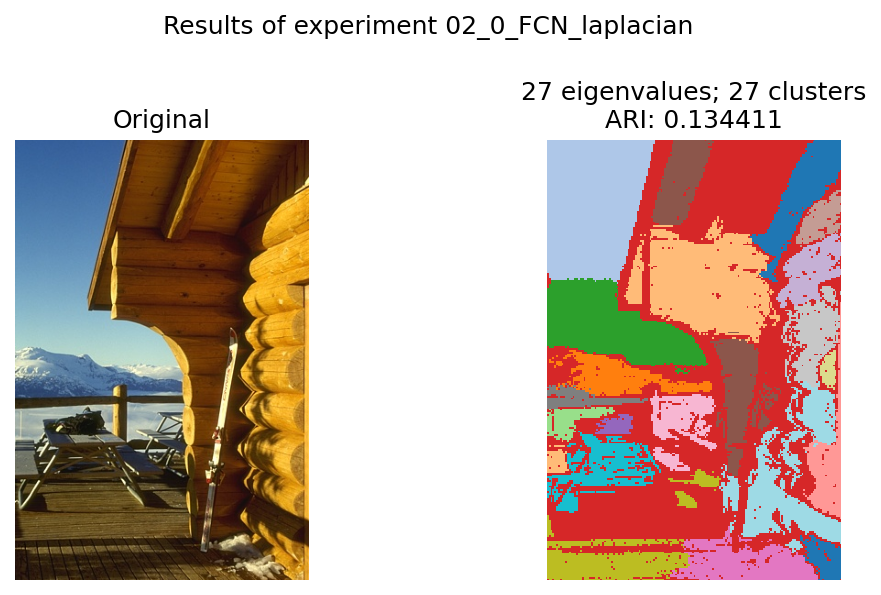 Results of experiment 02_0_FCN_laplacian
Original
27 eigenvalues; 27 clusters
ARI: 0.134411